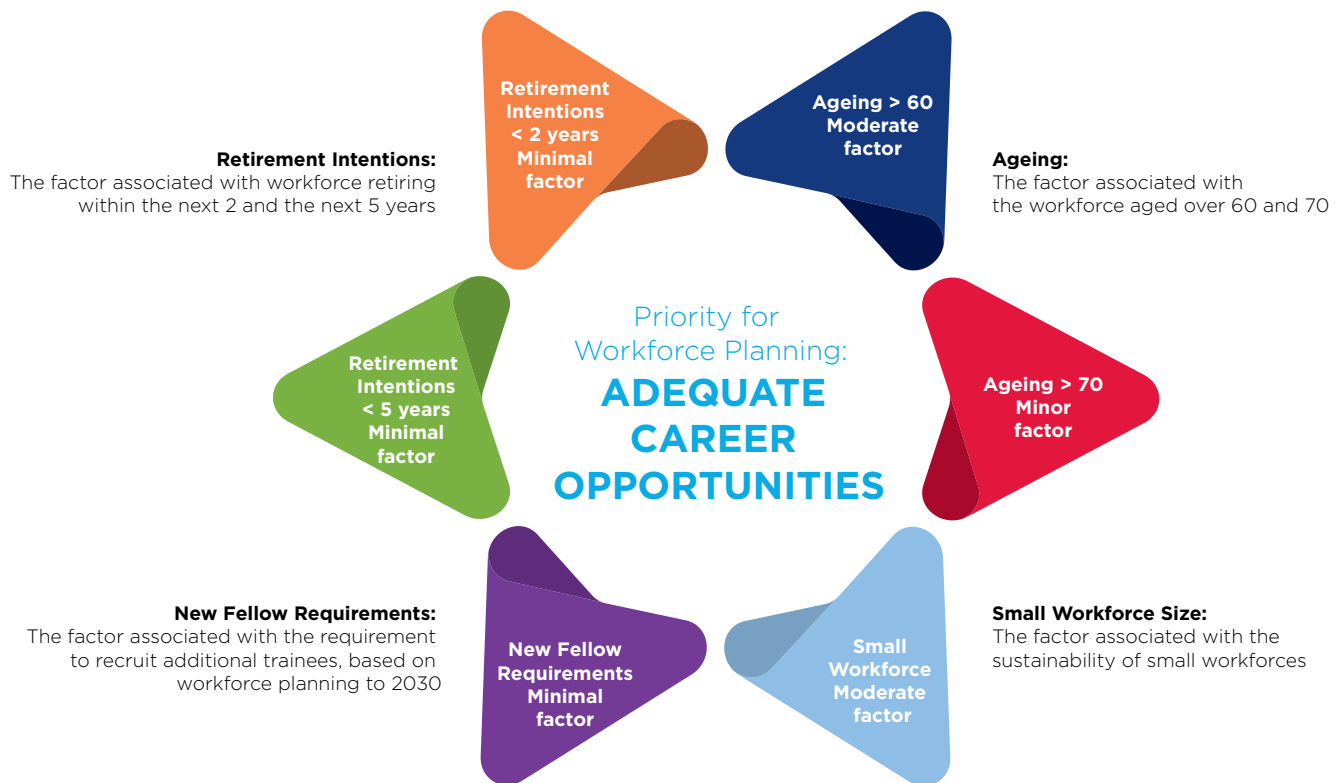 Retirement
Intentions
< 2 years
Minimal
factor
Ageing > 60
Moderate
factor
Retirement Intentions:
The factor associated with workforce retiring
within the next 2 and the next 5 years
Ageing:
The factor associated with
the workforce aged over 60 and 70
Retirement
Intentions
< 5 years
Minimal
factor
Priority for
Workforce Planning:
ADEQUATE
CAREER
OPPORTUNITIES
Ageing > 70
Minor
factor
New Fellow Requirements:
The factor associated with the requirement
to recruit additional trainees, based on
workforce planning to 2030
New Fellow
Requirements
Minimal
factor
Small
Workforce
Moderate
factor
Small Workforce Size:
The factor associated with the
sustainability of small workforces